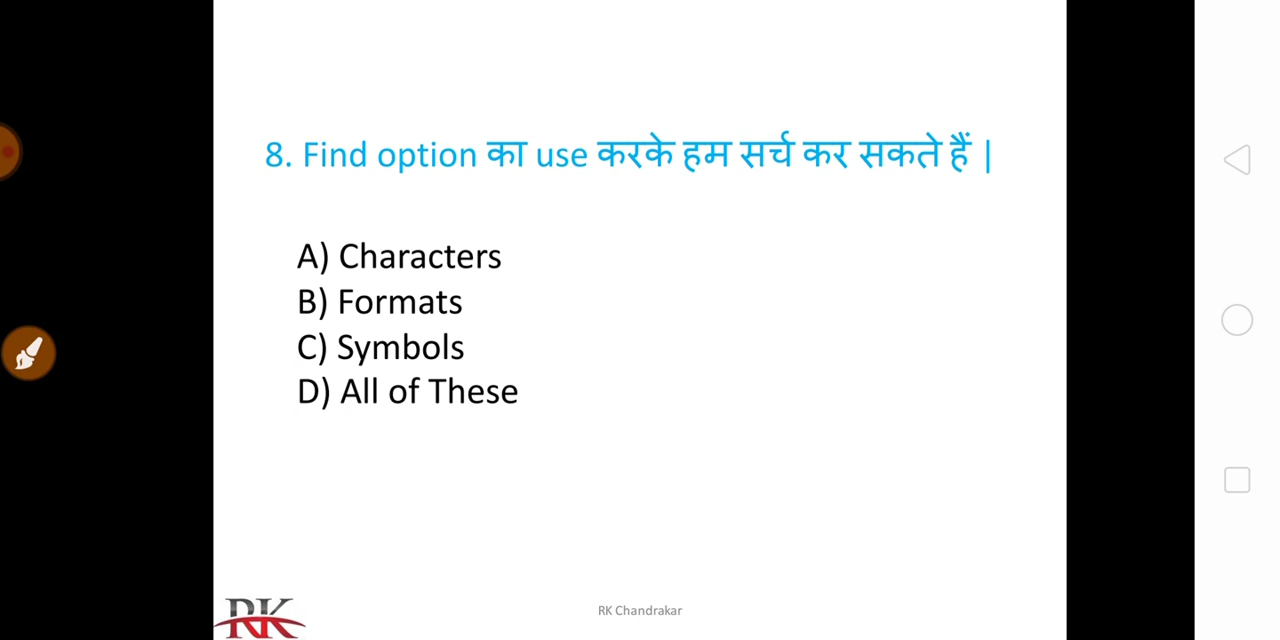 8. Find option का use करके हम सर्च कर सकते हैं |
A) Characters
B) Formats
C) Symbols
D) All of These
RK
RK Chandrakar